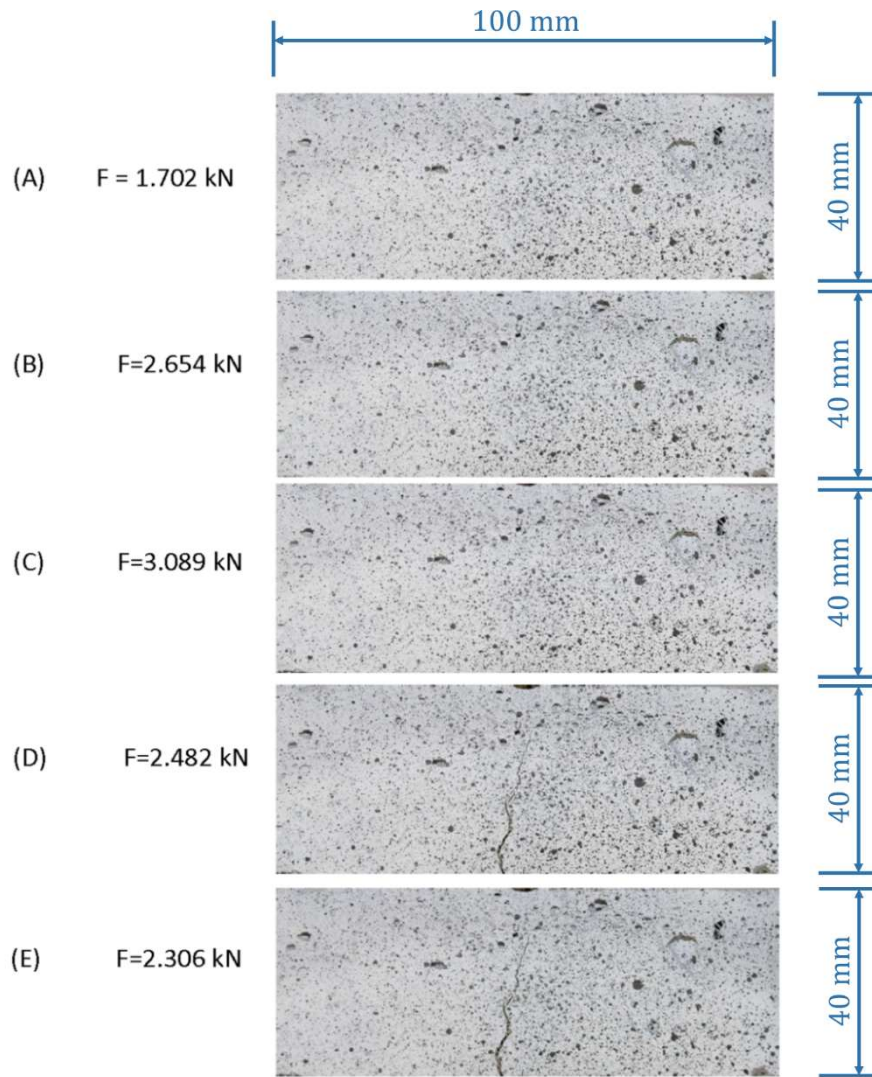 100 mm
(A) F = 1.702 kN 40 mm
(B) F=2.654 kN 40 mm
(C) F=3.089 kN 40 mm
(D) F=2.482 kN 40 mm
(E) F=2.306 kN 40 mm